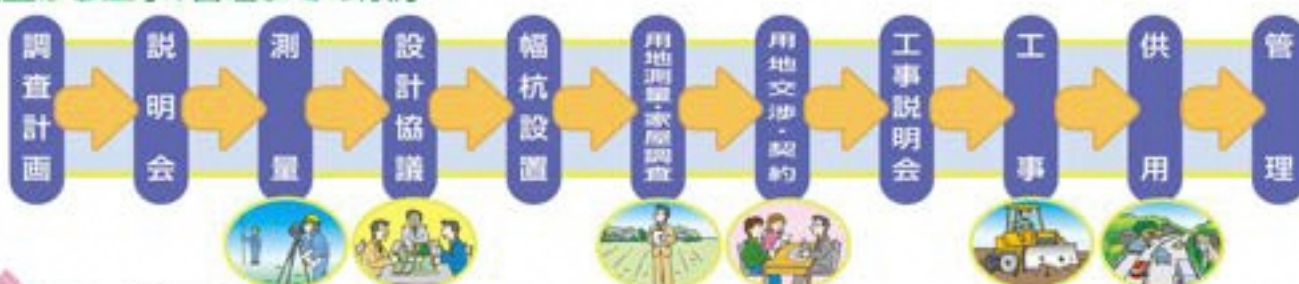 調査計画
説明会
測量
設計協議
幅杭設置
用地測量・家屋調査
用地交渉・契約
工事説明会
工事
供用
管理